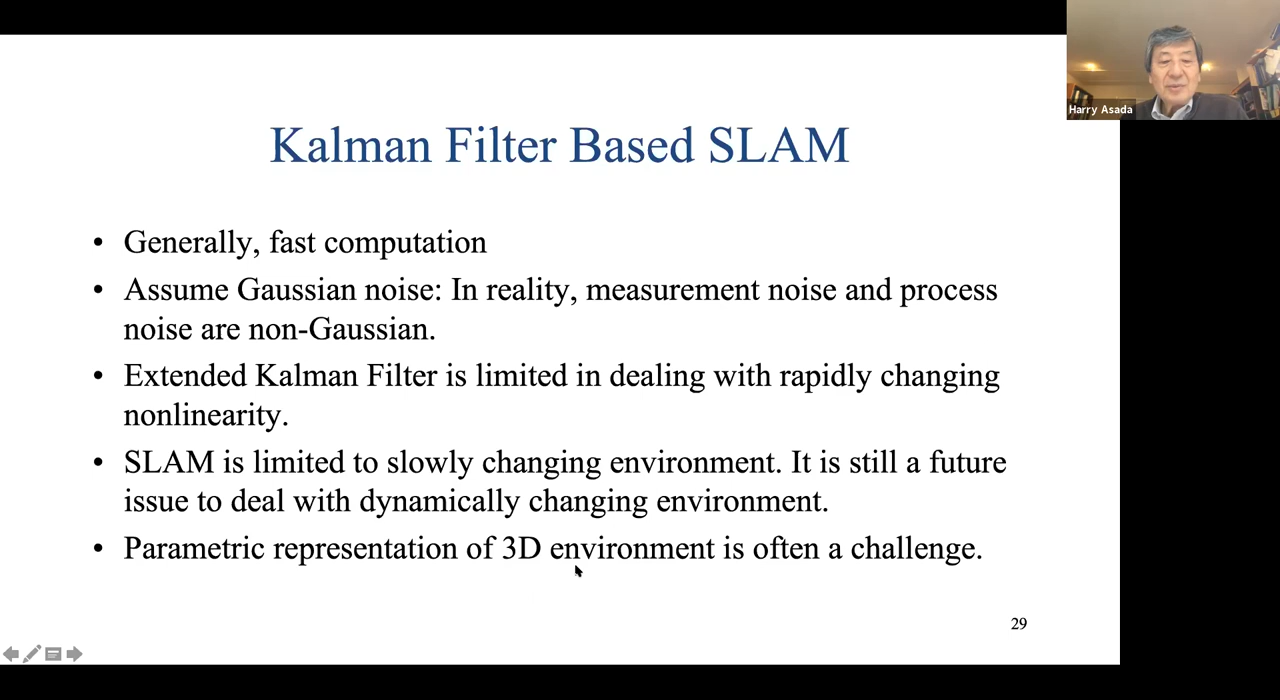 Harry Asada
Kalman Filter Based SLAM
• Generally, fast computation
• Assume Gaussian noise: In reality, measurement noise and process
noise are non-Gaussian.
• Extended Kalman Filter is limited in dealing with rapidly changing
nonlinearity.
• SLAM is limited to slowly changing environment. It is still a future
issue to deal with dynamically changing environment.
• Parametric representation of 3D environment is often a challenge.
29